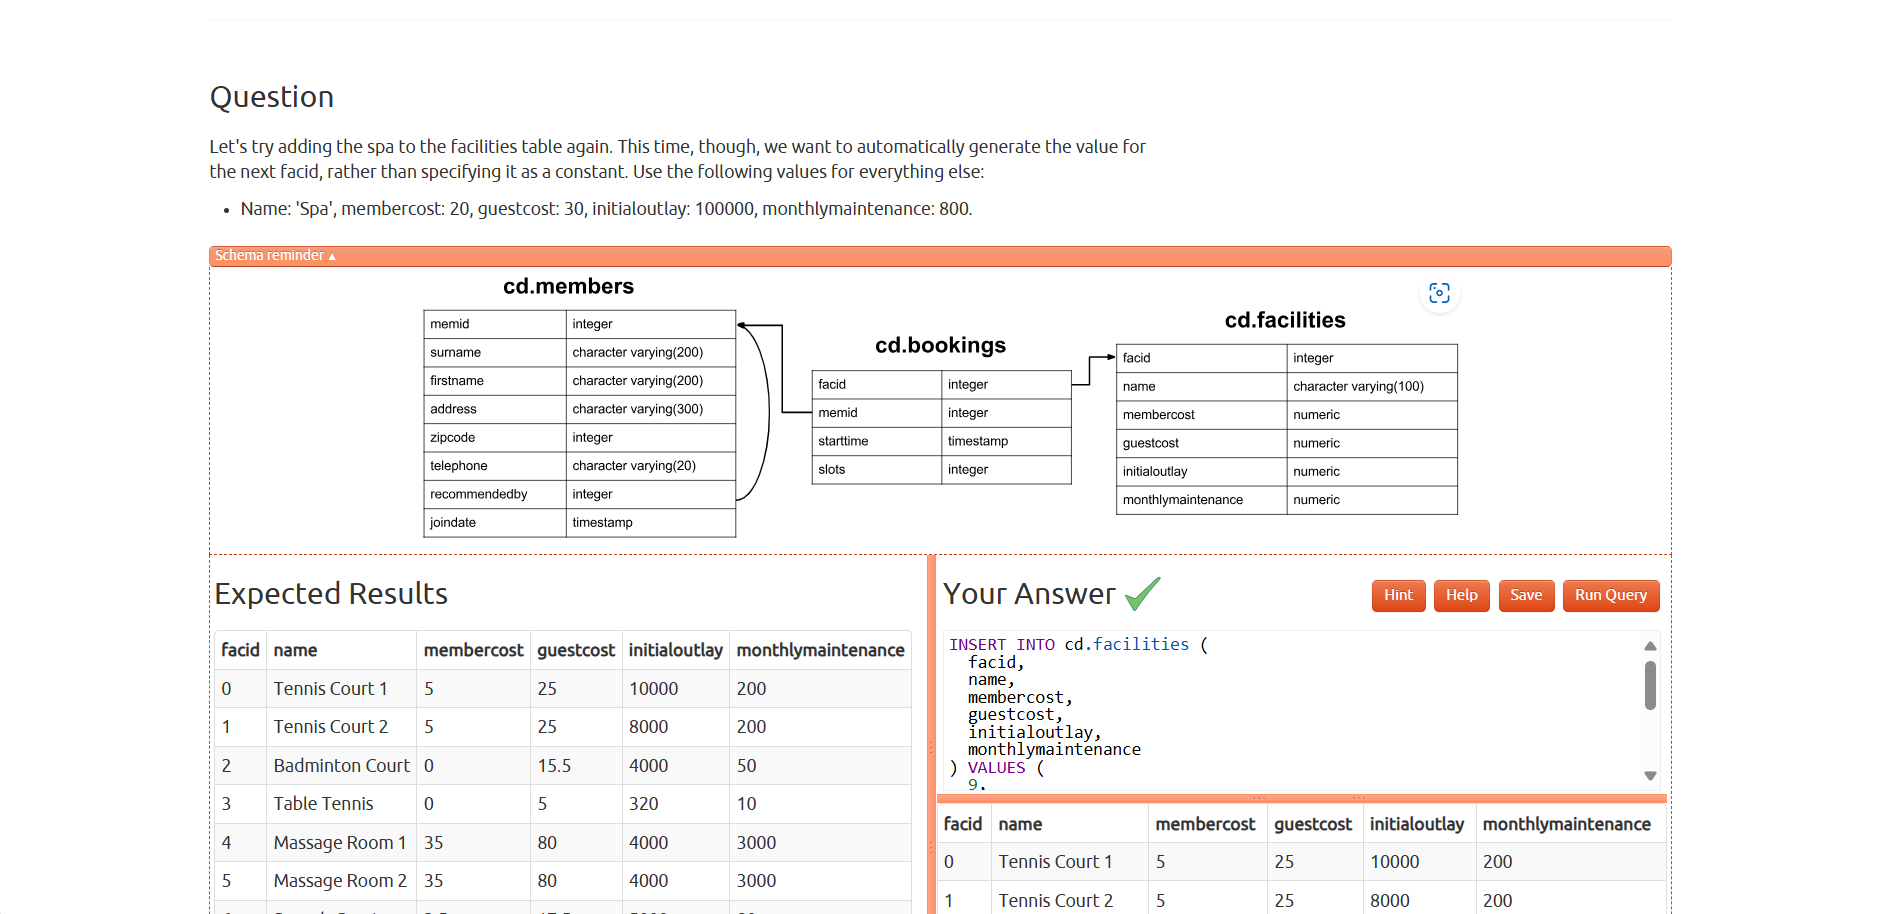 Question
Let's try adding the spa to the facilities table again. This time, though, we want to automatically generate the value for
the next facid, rather than specifying it as a constant. Use the following values for everything else:
• Name: 'Spa', membercost: 20, guestcost: 30, initialoutlay: 100000, monthlymaintenance: 800.
Schema reminder ▴
cd.members
memid integer
surname character varying(200)
firstname character varying(200)
address character varying(300)
zipcode integer
telephone character varying(20)
recommendedby integer
joindate timestamp
cd.bookings
facid integer
memid integer
starttime timestamp
slots integer
cd.facilities
facid integer
name character varying(100)
membercost numeric
guestcost numeric
initialoutlay numeric
monthlymaintenance numeric
Expected Results
facid name membercost guestcost initialoutlay monthlymaintenance
0 Tennis Court 1 5 25 10000 200
1 Tennis Court 2 5 25 8000 200
2 Badminton Court 0 15.5 4000 50
3 Table Tennis 0 5 320 10
4 Massage Room 1 35 80 4000 3000
5 Massage Room 2 35 80 4000 3000
Your Answer
Hint Help Save Run Query
INSERT INTO cd.facilities (
facid,
name,
membercost,
guestcost,
initialoutlay,
monthlymaintenance
) VALUES (
9,
facid name membercost guestcost initialoutlay monthlymaintenance
0 Tennis Court 1 5 25 10000 200
1 Tennis Court 2 5 25 8000 200